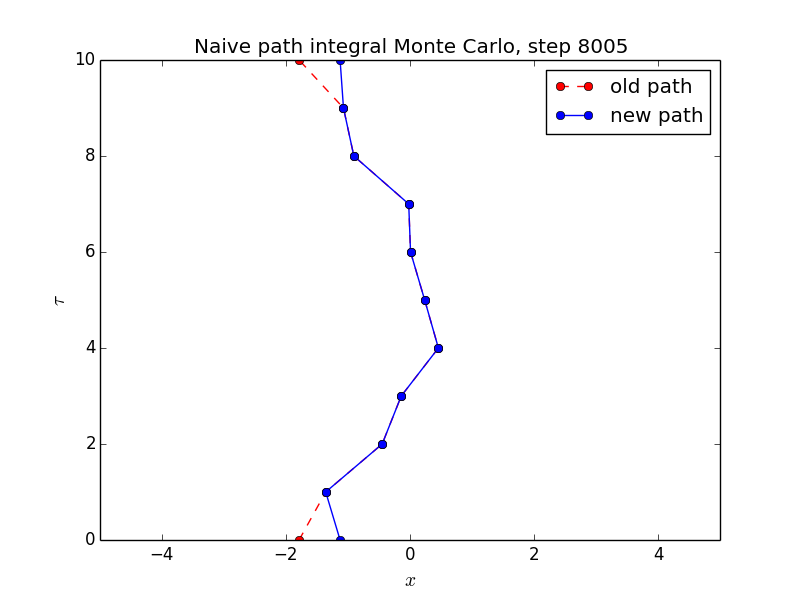 Naive path integral Monte Carlo, step 8005
old path
new path
10
8
6
4
2
0
τ
−4
−2
0
2
4
x